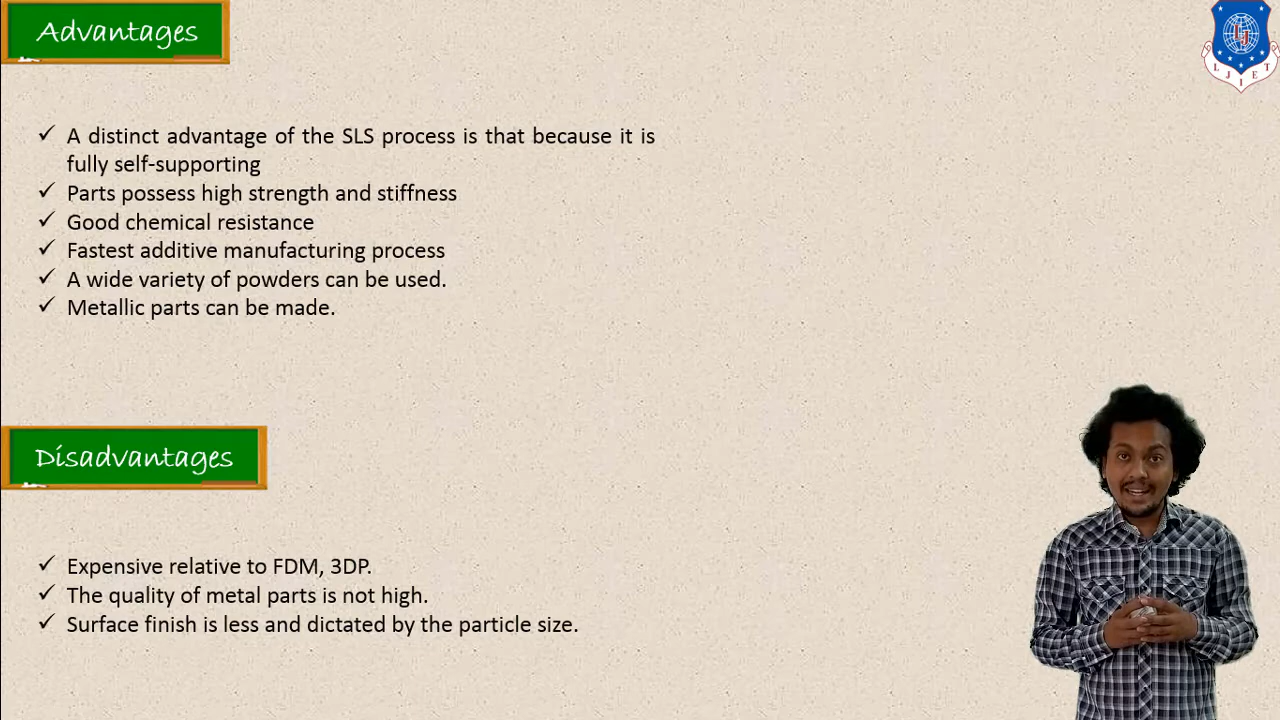 Advantages
✓ A distinct advantage of the SLS process is that because it is
fully self-supporting
✓ Parts possess high strength and stiffness
✓ Good chemical resistance
✓ Fastest additive manufacturing process
✓ A wide variety of powders can be used.
✓ Metallic parts can be made.
Disadvantages
✓ Expensive relative to FDM, 3DP.
✓ The quality of metal parts is not high.
✓ Surface finish is less and dictated by the particle size.
LJ
LJIET